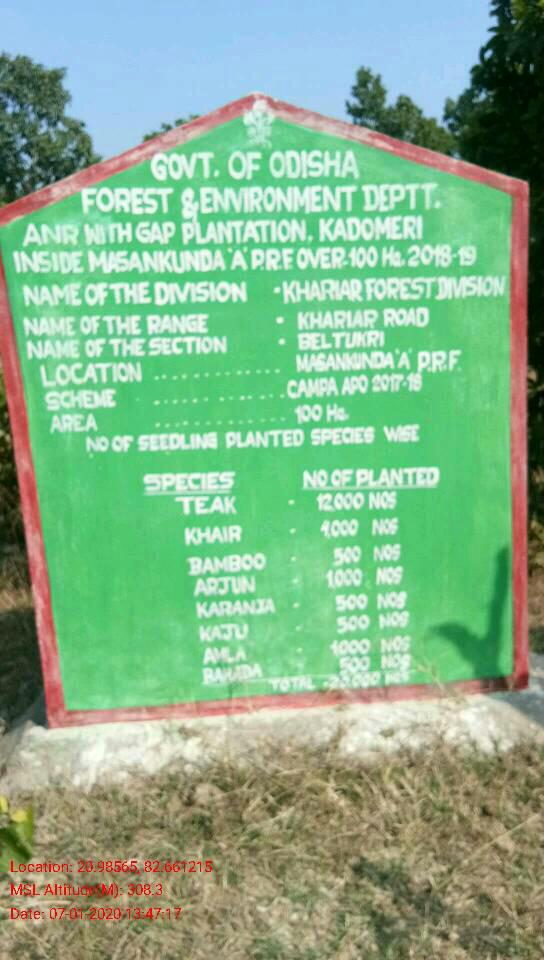 GOVT. OF ODISHA
FOREST & ENVIRONMENT DEPTT.
ANR WITH GAP PLANTATION, KADOMERI
INSIDE MASANKUNDA "A" P.R.F. OVER-100 Ha. 2018-19
NAME OF THE DIVISION - KHARIAR FOREST DIVISION
NAME OF THE RANGE - KHARIAR ROAD
NAME OF THE SECTION - BELTUKRI
LOCATION ............. MASANKUNDA "A" P.R.F.
SCHEME ............. CAMPA APO 2017-18
AREA ............. 100 Ha.
NO OF SEEDLING PLANTED SPECIES WISE
SPECIES NO OF PLANTED
TEAK - 12,000 NOS
KHAIR - 4,000 NOS
BAMBOO - 500 NOS
ARJUN - 1,000 NOS
KARANJA - 500 NOS
KAJU - 500 NOS
AMLA - 1,000 NOS
BAHADA 500 NOS
TOTAL - 20,000 NOS
Location: 20.98565, 82.661215
MSL Altitude(M): 308.3
Date: 07-01-2020 13:47:17